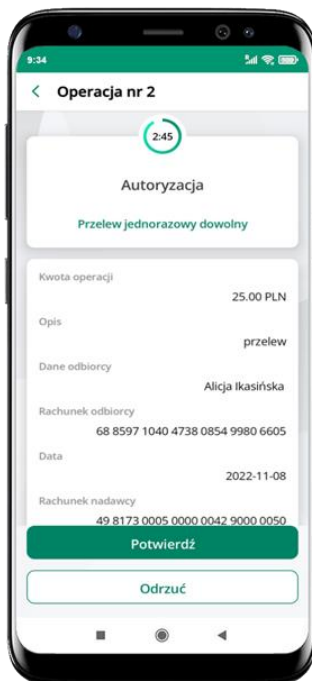 9:34
Operacja nr 2
2:45
Autoryzacja
Przelew jednorazowy dowolny
Kwota operacji
25.00 PLN
Opis
przelew
Dane odbiorcy
Alicja Ikasińska
Rachunek odbiorcy
68 8597 1040 4738 0854 9980 6605
Data
2022-11-08
Rachunek nadawcy
49 8173 0005 0000 0042 9000 0050
Potwierdź
Odrzuć